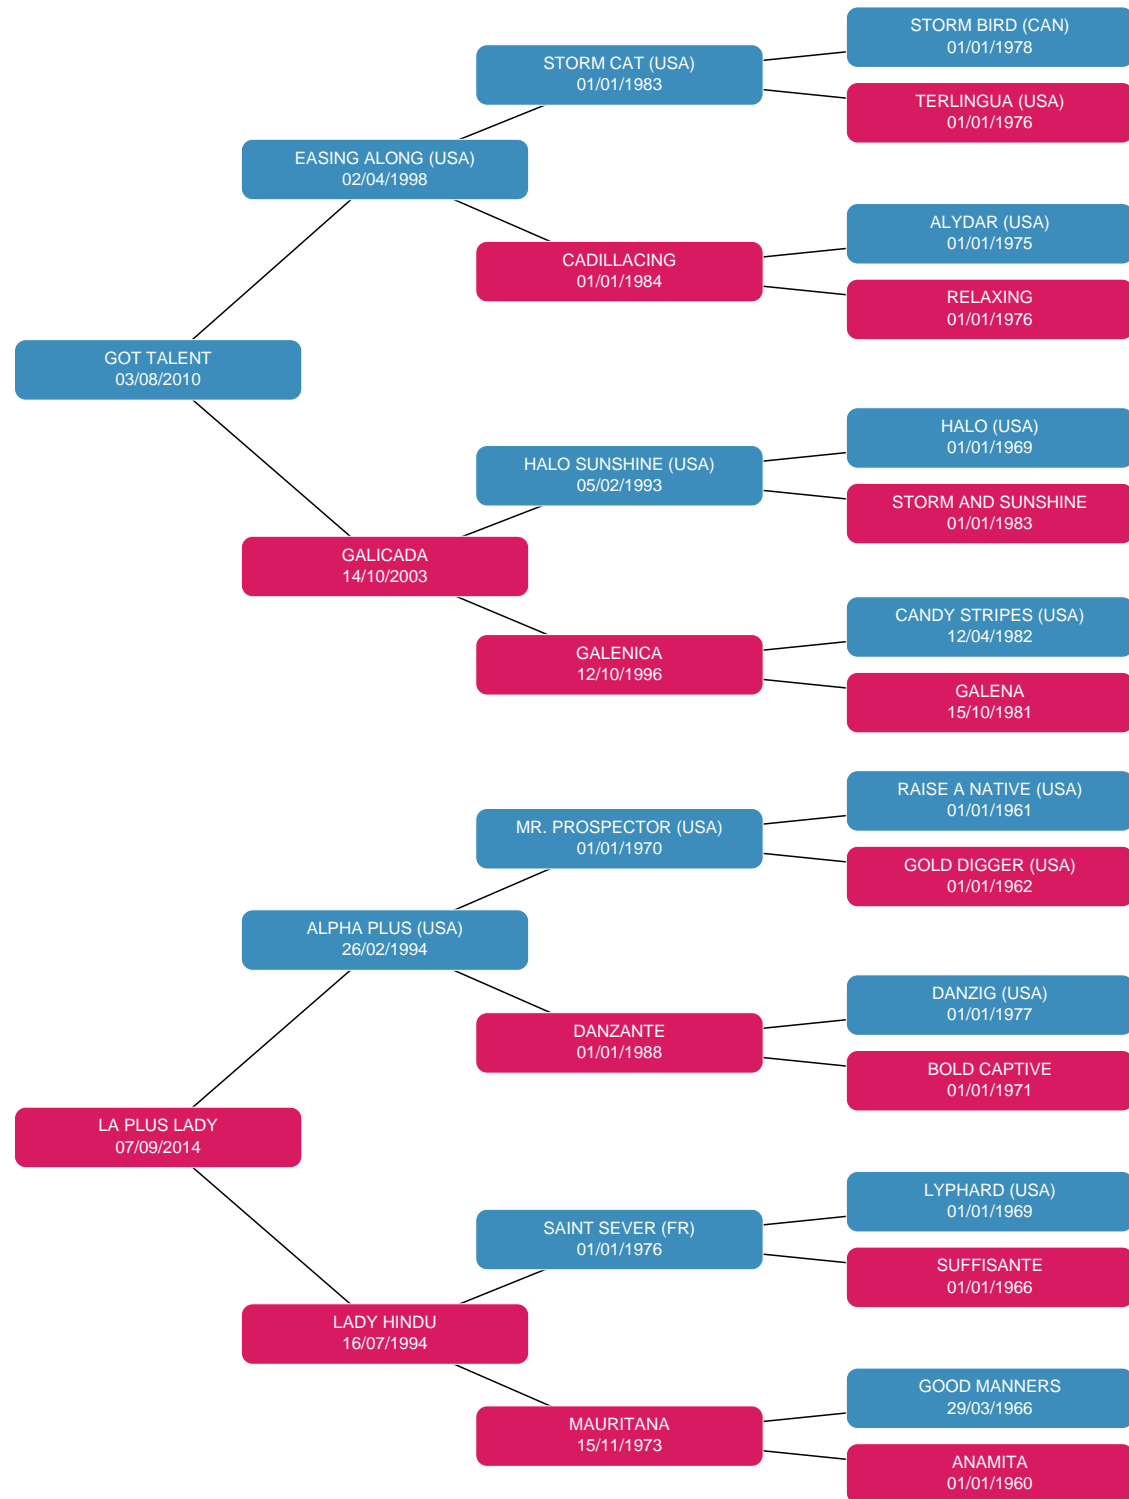 STORM BIRD (CAN)
01/01/1978
STORM CAT (USA)
01/01/1983
TERLINGUA (USA)
01/01/1976
EASING ALONG (USA)
02/04/1998
ALYDAR (USA)
01/01/1975
CADILLACING
01/01/1984
RELAXING
01/01/1976
GOT TALENT
03/08/2010
HALO (USA)
01/01/1969
HALO SUNSHINE (USA)
05/02/1993
STORM AND SUNSHINE
01/01/1983
GALICADA
14/10/2003
CANDY STRIPES (USA)
12/04/1982
GALENICA
12/10/1996
GALENA
15/10/1981
RAISE A NATIVE (USA)
01/01/1961
MR. PROSPECTOR (USA)
01/01/1970
GOLD DIGGER (USA)
01/01/1962
ALPHA PLUS (USA)
26/02/1994
DANZIG (USA)
01/01/1977
DANZANTE
01/01/1988
BOLD CAPTIVE
01/01/1971
LA PLUS LADY
07/09/2014
LYPHARD (USA)
01/01/1969
SAINT SEVER (FR)
01/01/1976
SUFFISANTE
01/01/1966
LADY HINDU
16/07/1994
GOOD MANNERS
29/03/1966
MAURITANA
15/11/1973
ANAMITA
01/01/1960